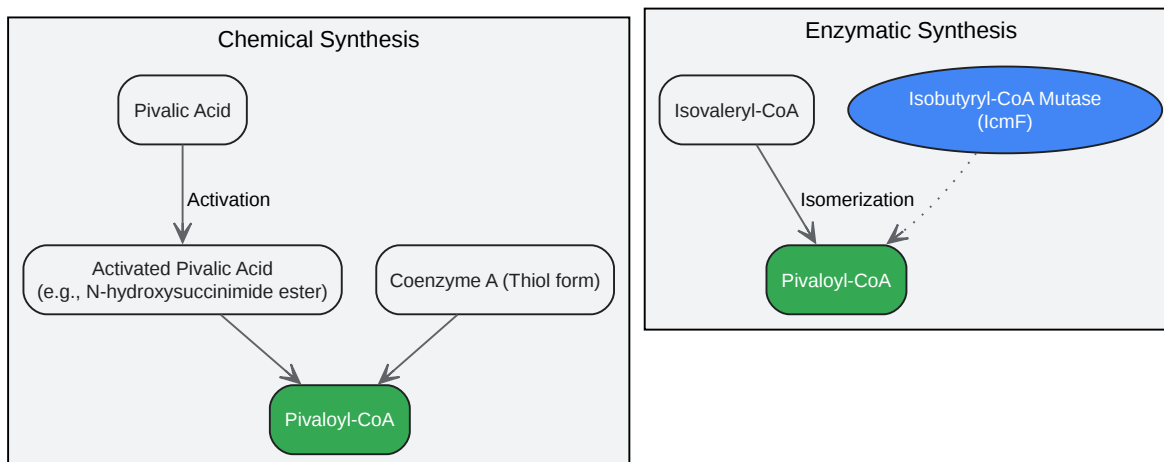 Chemical Synthesis
Pivalic Acid
Activation
Activated Pivalic Acid
(e.g., N-hydroxysuccinimide ester)
Coenzyme A (Thiol form)
Pivaloyl-CoA
Enzymatic Synthesis
Isovaleryl-CoA
Isobutyryl-CoA Mutase
(IcmF)
Isomerization
Pivaloyl-CoA